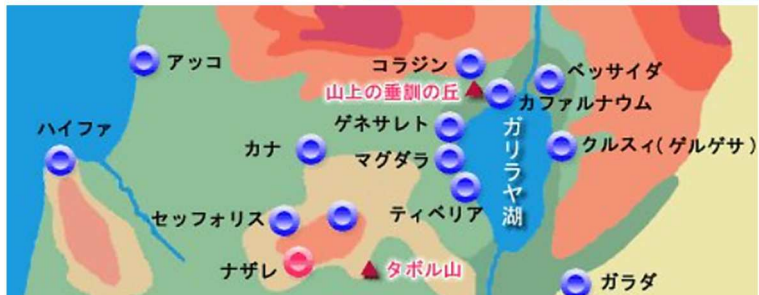 アッコ
コラジン
ベッサイダ
山上の垂訓の丘
カファルナウム
ハイファ
ゲネサレト
カナ
マグダラ
クルスィ(ゲルゲサ)
ガリラヤ湖
セッフォリス
ティベリア
ナザレ
タボル山
ガラダ